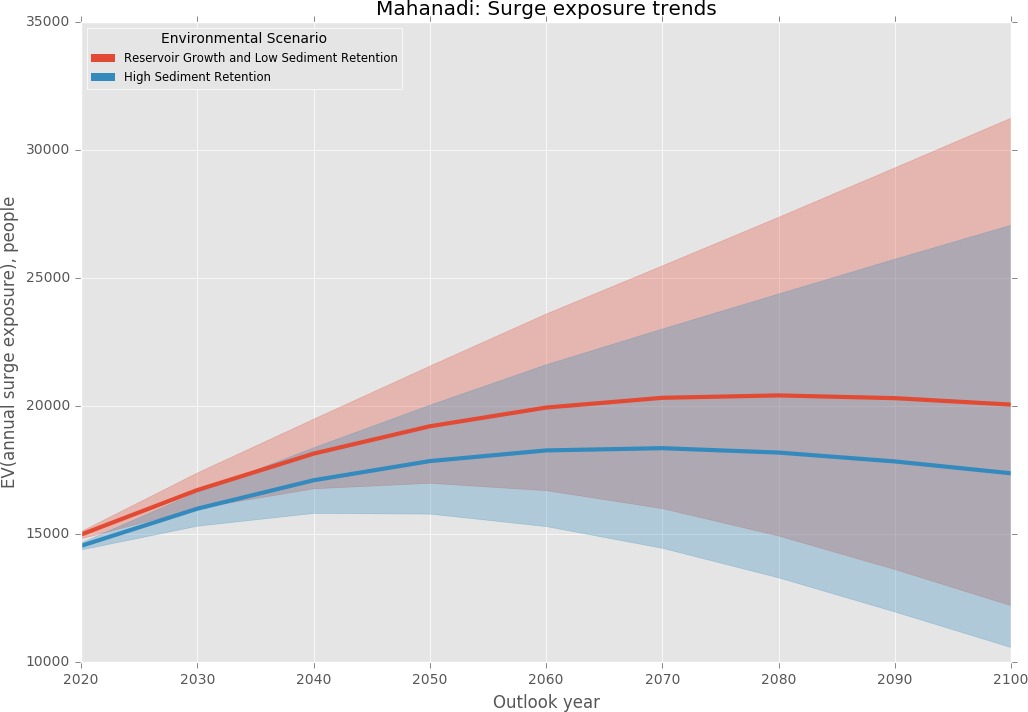 Mahanadi: Surge exposure trends
35000
30000
25000
20000
15000
10000
EV(annual surge exposure), people
Environmental Scenario
Reservoir Growth and Low Sediment Retention
High Sediment Retention
2020 2030 2040 2050 2060 2070 2080 2090 2100
Outlook year